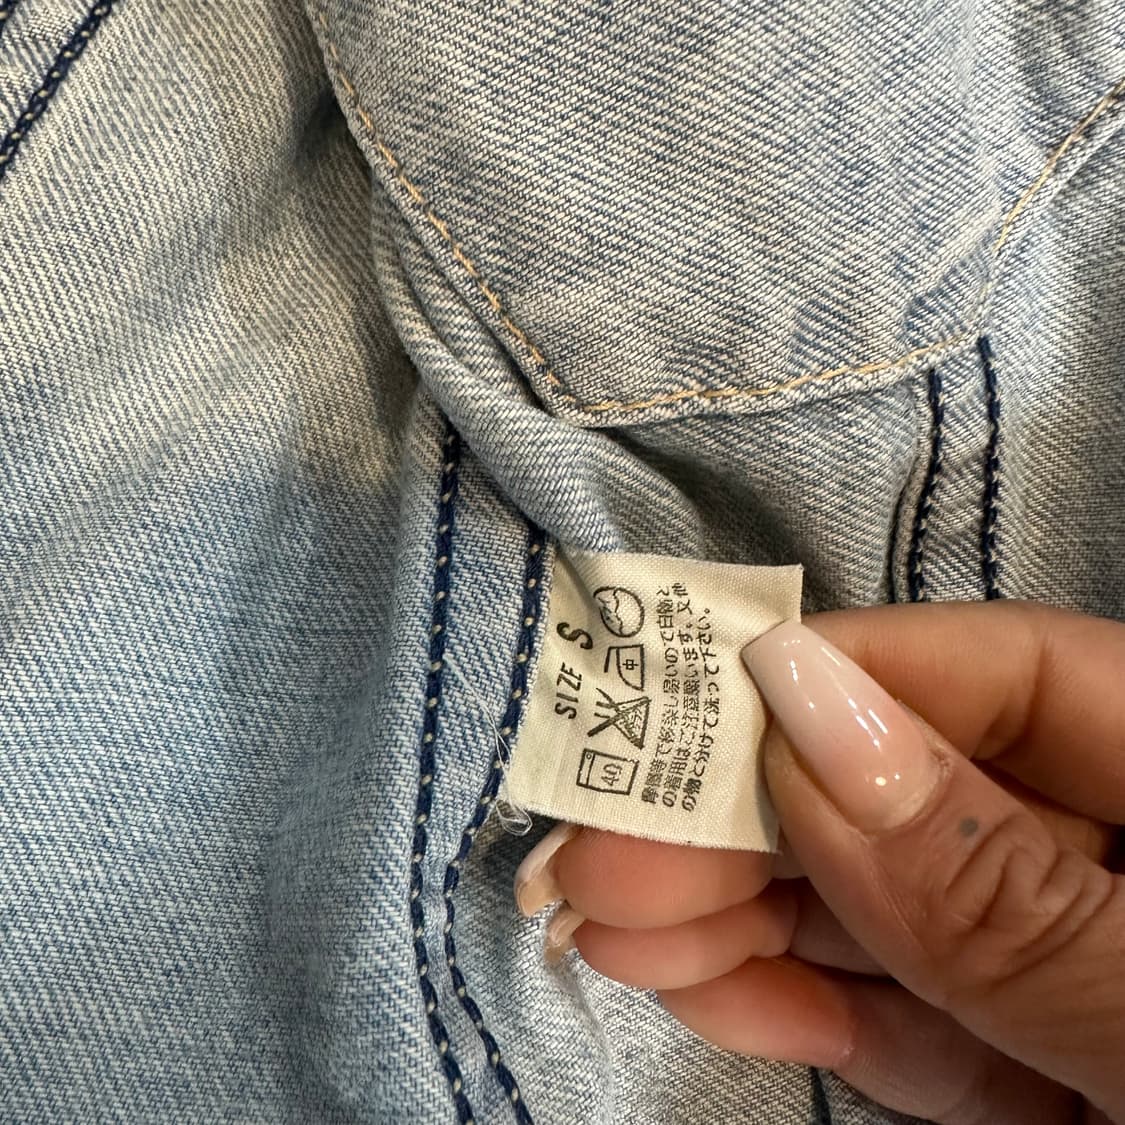 SIZE S
40
摩擦等で移染し易いので白物と
の着用はご注意願います。又他
の物と分けて洗って下さい。